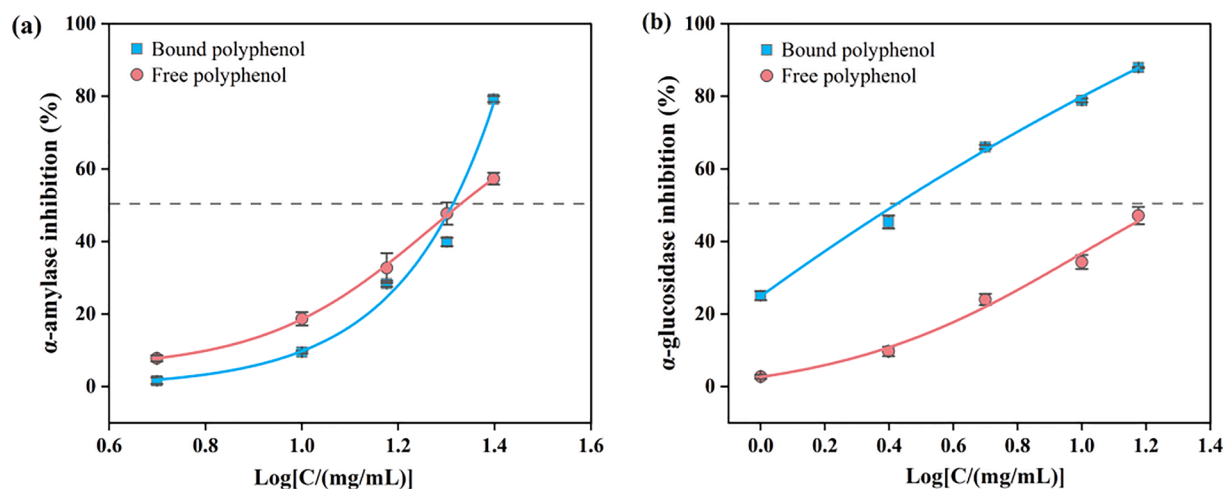 (a)
100
80
60
40
20
0
α-amylase inhibition (%)
Bound polyphenol
Free polyphenol
0.6 0.8 1.0 1.2 1.4 1.6
Log[C/(mg/mL)]
(b)
100
80
60
40
20
0
α-glucosidase inhibition (%)
Bound polyphenol
Free polyphenol
0.0 0.2 0.4 0.6 0.8 1.0 1.2 1.4
Log[C/(mg/mL)]